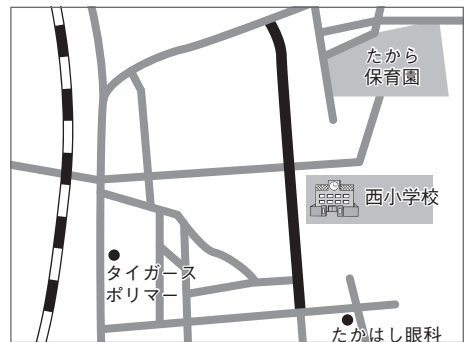 たから
保育園
西小学校
タイガース
ポリマー
たかはし眼科